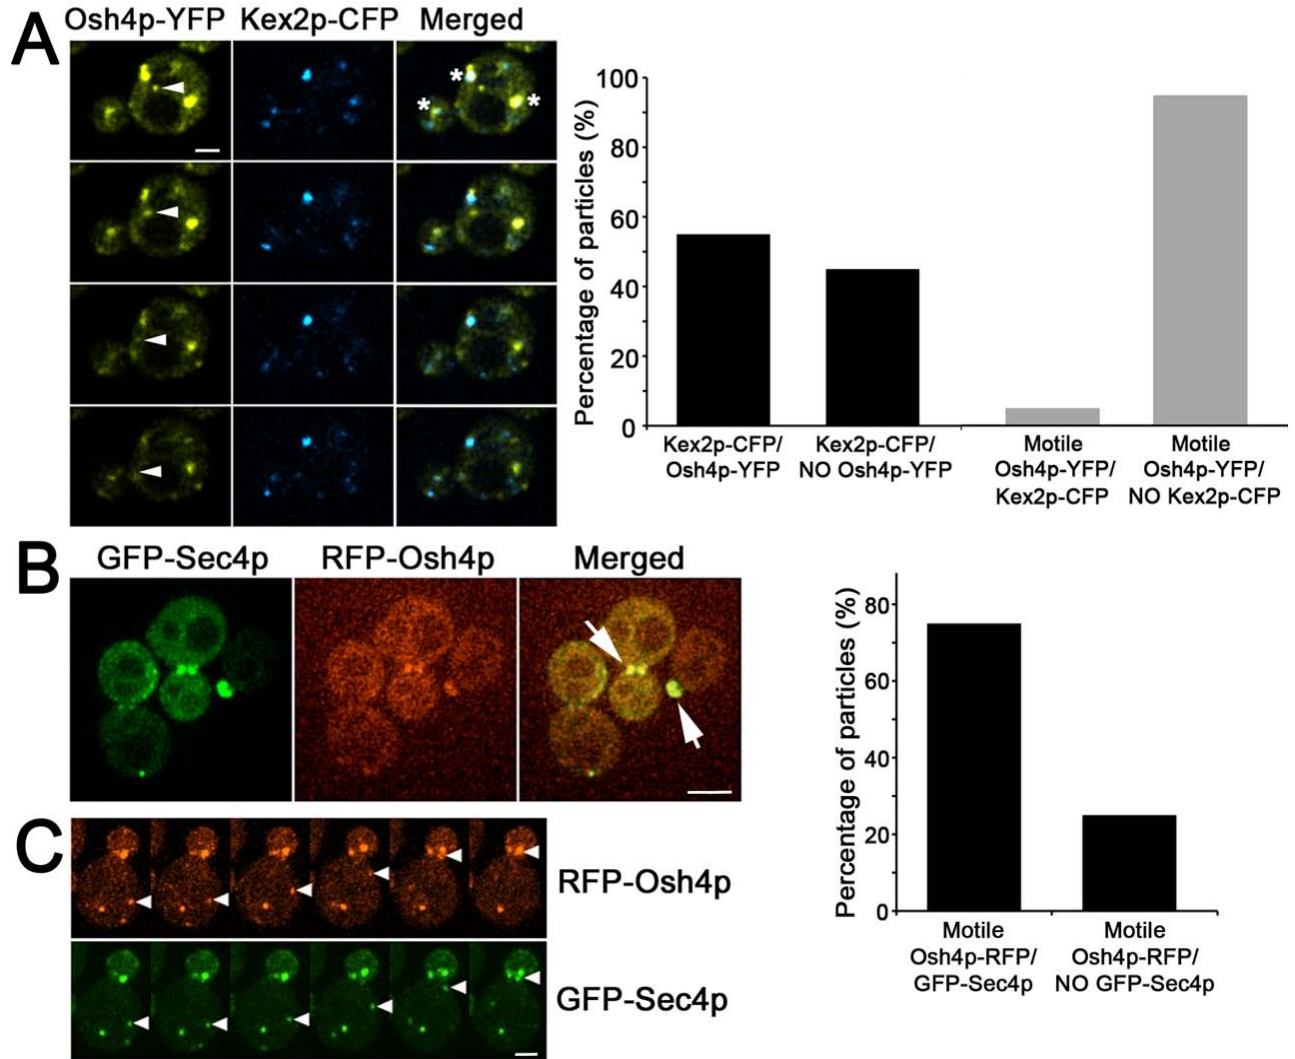 A
Osh4p-YFP Kex2p-CFP Merged
*
*
*
Percentage of particles (%)
100
80
60
40
20
0
Kex2p-CFP/
Osh4p-YFP
Kex2p-CFP/
NO Osh4p-YFP
Motile
Osh4p-YFP/
Kex2p-CFP
Motile
Osh4p-YFP/
NO Kex2p-CFP
B
GFP-Sec4p RFP-Osh4p Merged
Percentage of particles (%)
80
60
40
20
0
Motile
Osh4p-RFP/
GFP-Sec4p
Motile
Osh4p-RFP/
NO GFP-Sec4p
C
RFP-Osh4p
GFP-Sec4p